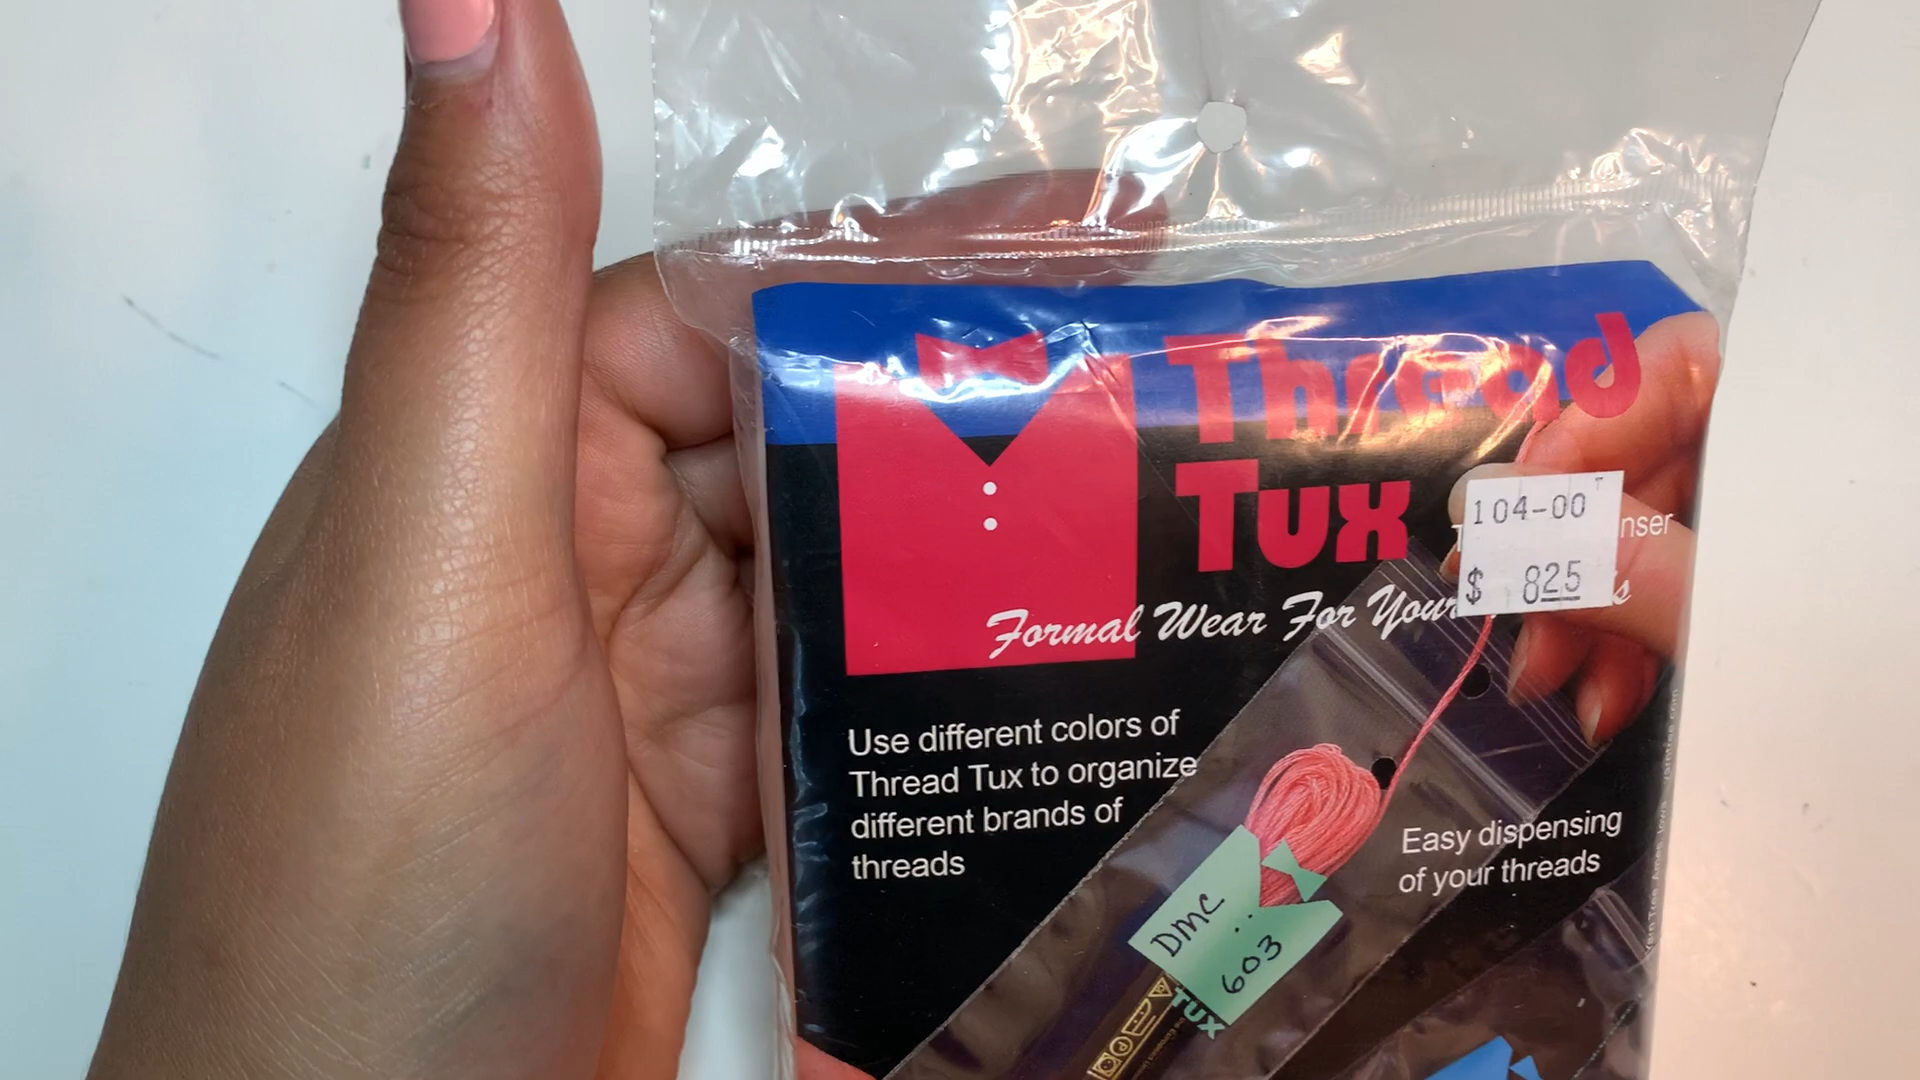 Thread
Tux
104-00
nser
$ 825
Formal Wear For Your
Use different colors of
Thread Tux to organize
different brands of
threads
Easy dispensing
of your threads
DMC
603
TUX